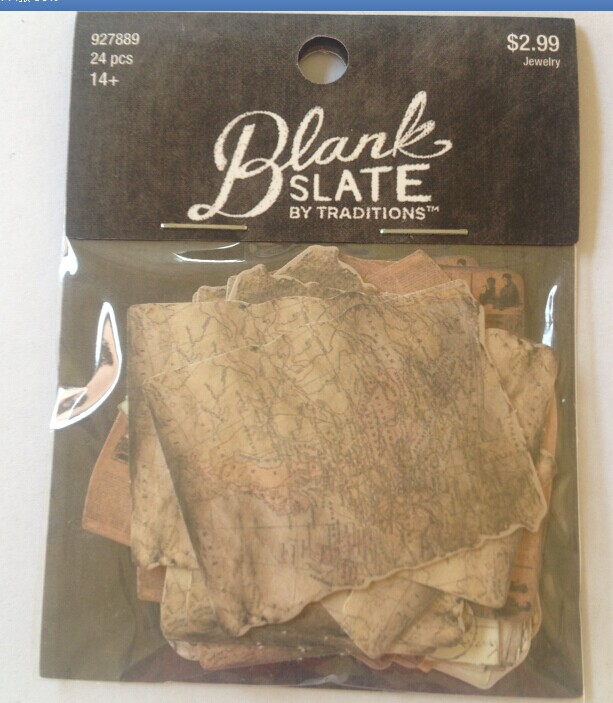 927889
24 pcs
14+
$2.99
Jewelry
Blank
SLATE
BY TRADITIONS™